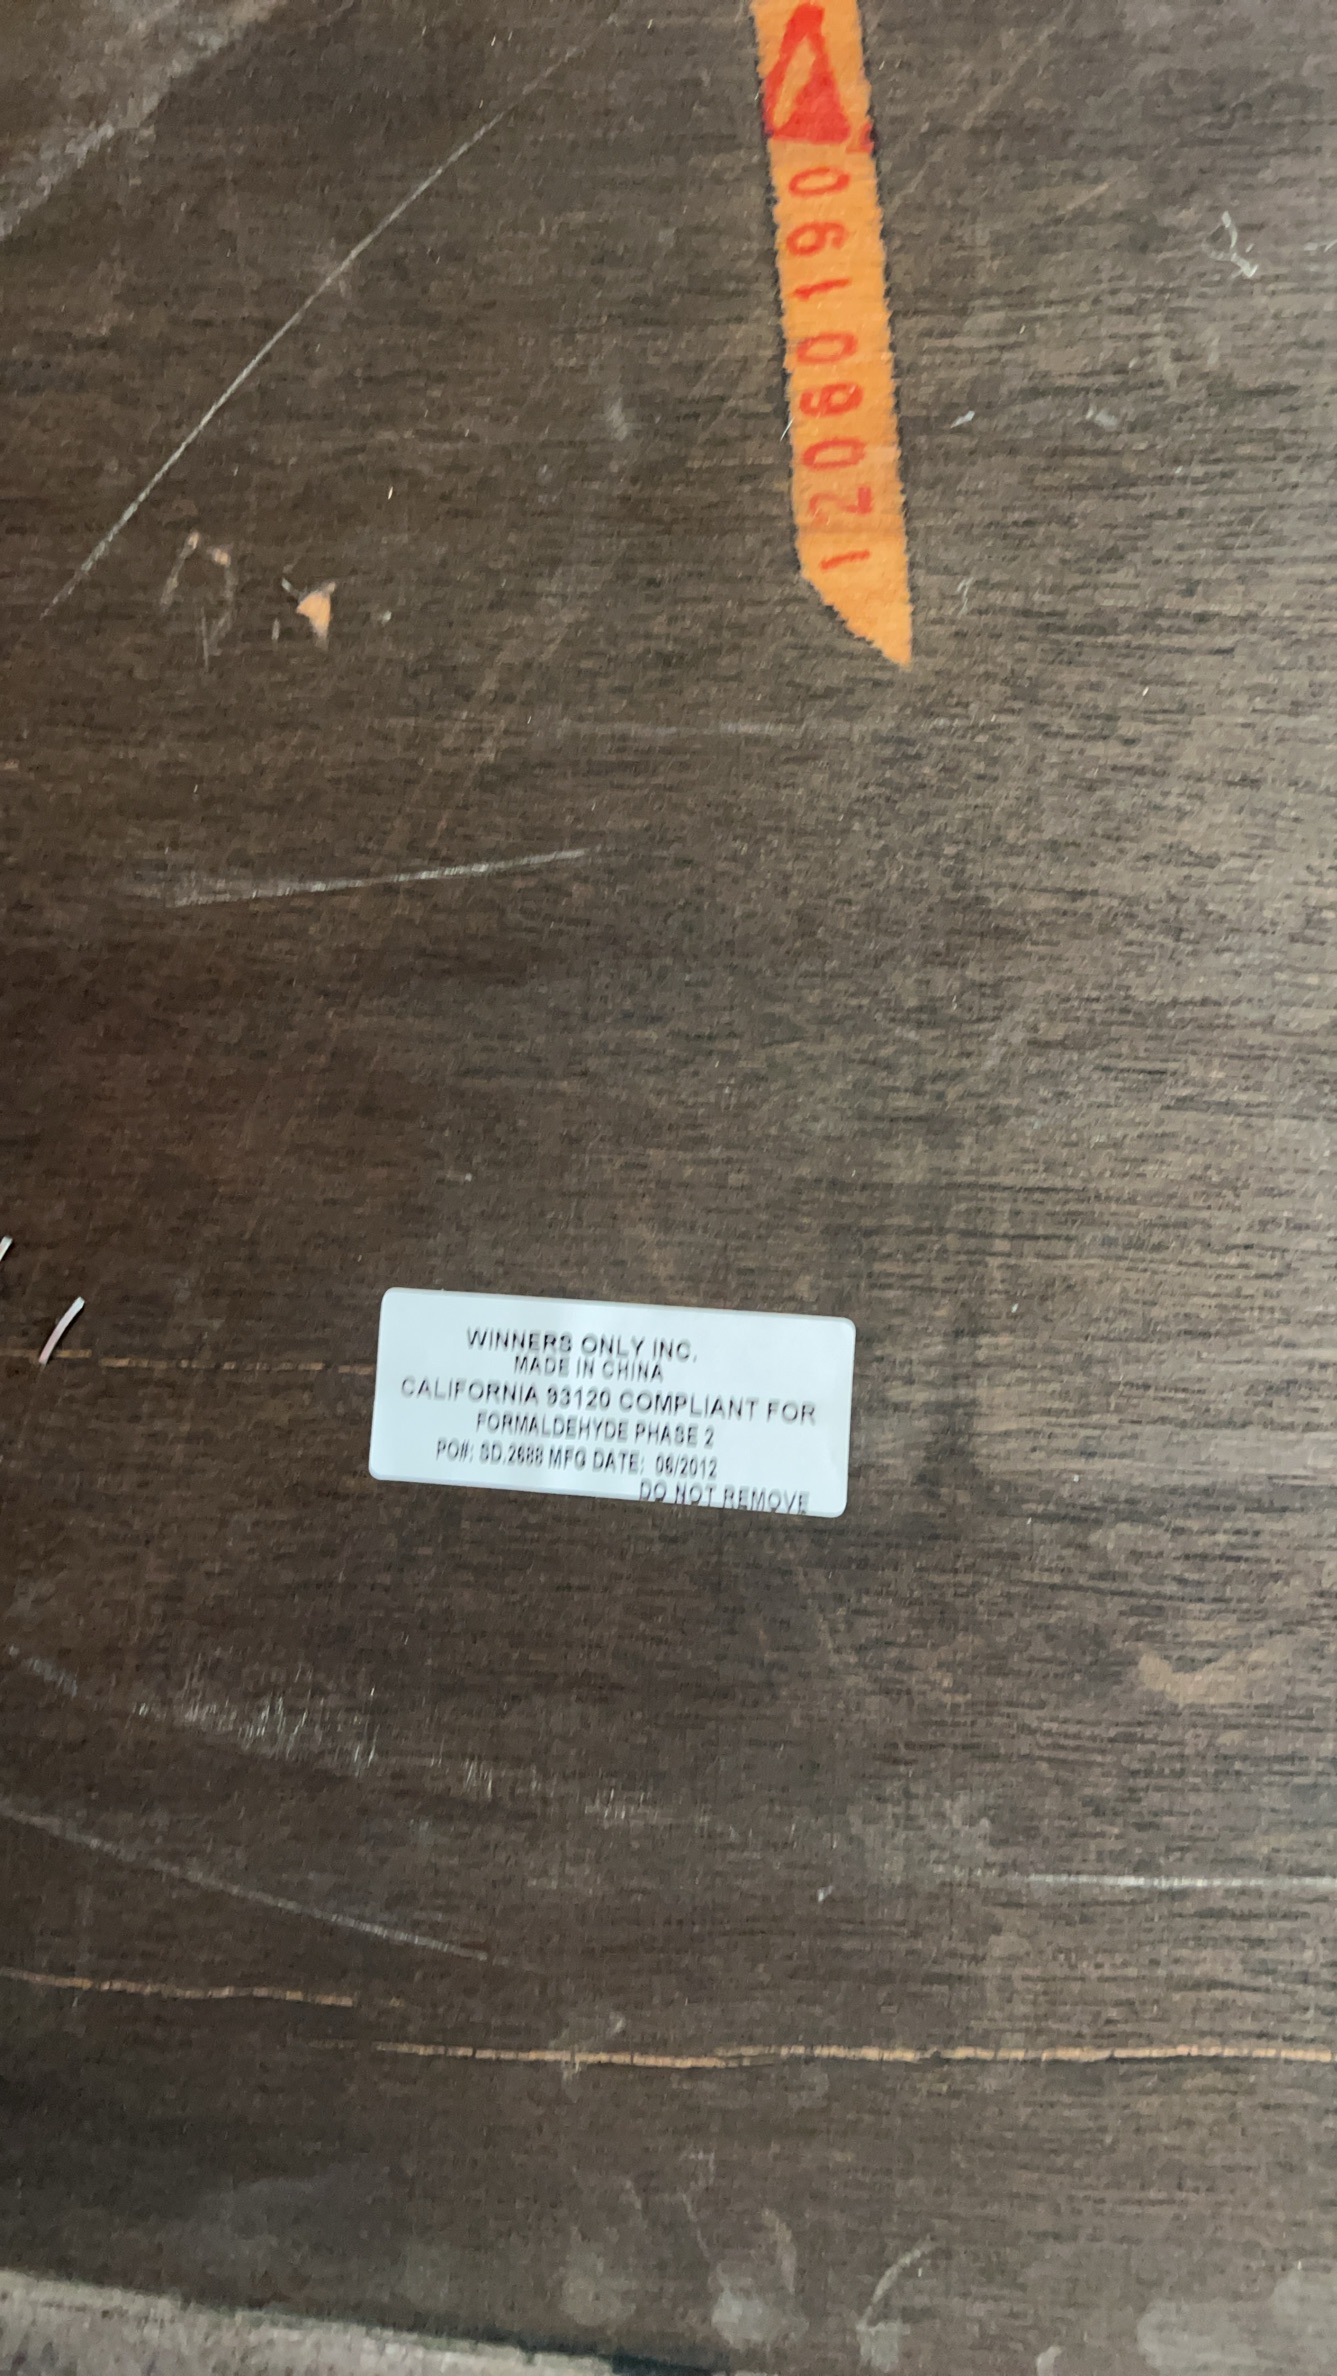 12080190
WINNERS ONLY INC.
MADE IN CHINA
CALIFORNIA 93120 COMPLIANT FOR
FORMALDEHYDE PHASE 2
PO#: SD.2688 MFG DATE: 06/2012
DO NOT REMOVE